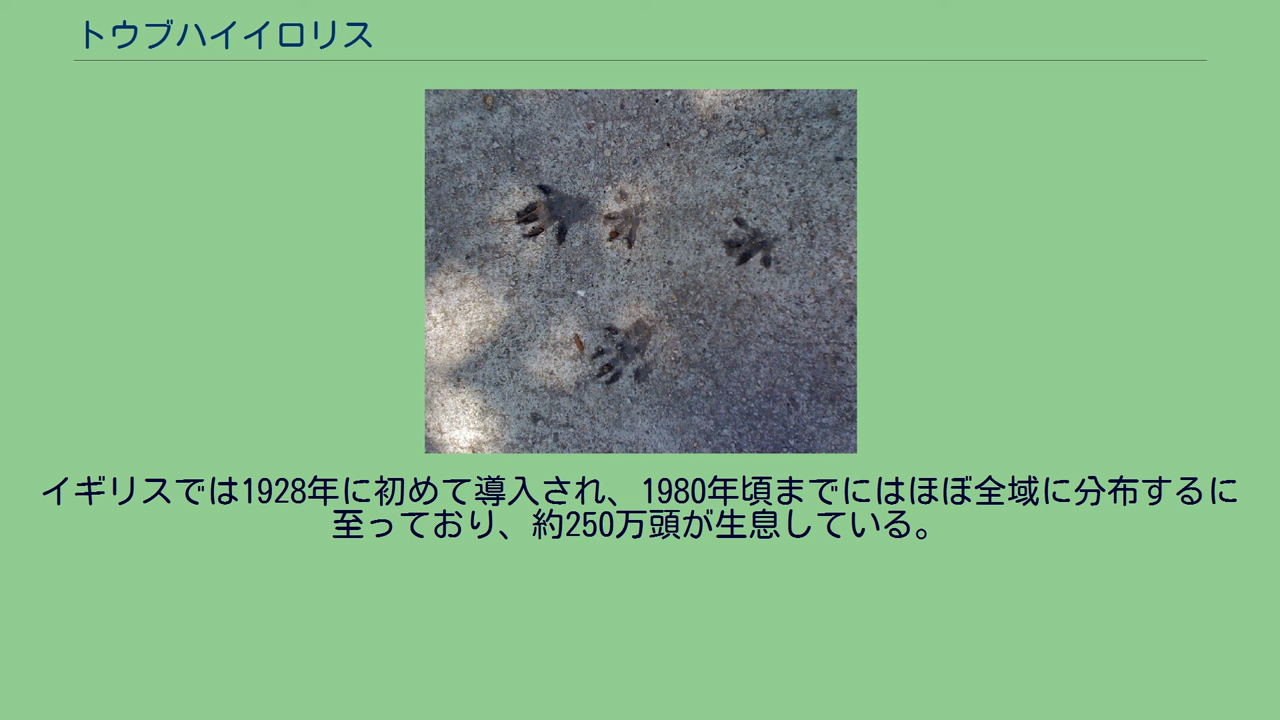 トウブハイイロリス
イギリスでは1928年に初めて導入され、1980年頃までにはほぼ全域に分布するに
至っており、約250万頭が生息している。